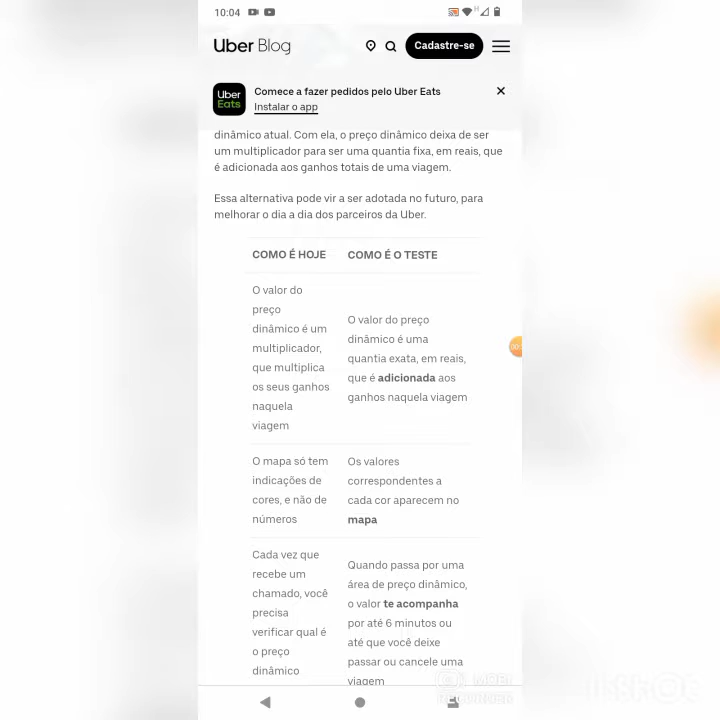 10:04
Uber Blog
Cadastre-se
Uber Eats
Comece a fazer pedidos pelo Uber Eats
Instalar o app
dinâmico atual. Com ela, o preço dinâmico deixa de ser
um multiplicador para ser uma quantia fixa, em reais, que
é adicionada aos ganhos totais de uma viagem.
Essa alternativa pode vir a ser adotada no futuro, para
melhorar o dia a dia dos parceiros da Uber.
COMO É HOJE
COMO É O TESTE
O valor do
preço
dinâmico é um
multiplicador,
que multiplica
os seus ganhos
naquela
viagem
O valor do preço
dinâmico é uma
quantia exata, em reais,
que é adicionada aos
ganhos naquela viagem
O mapa só tem
indicações de
cores, e não de
números
Os valores
correspondentes a
cada cor aparecem no
mapa
Cada vez que
recebe um
chamado, você
precisa
verificar qual é
o preço
dinâmico
Quando passa por uma
área de preço dinâmico,
o valor te acompanha
por até 6 minutos ou
até que você deixe
passar ou cancele uma
viagem